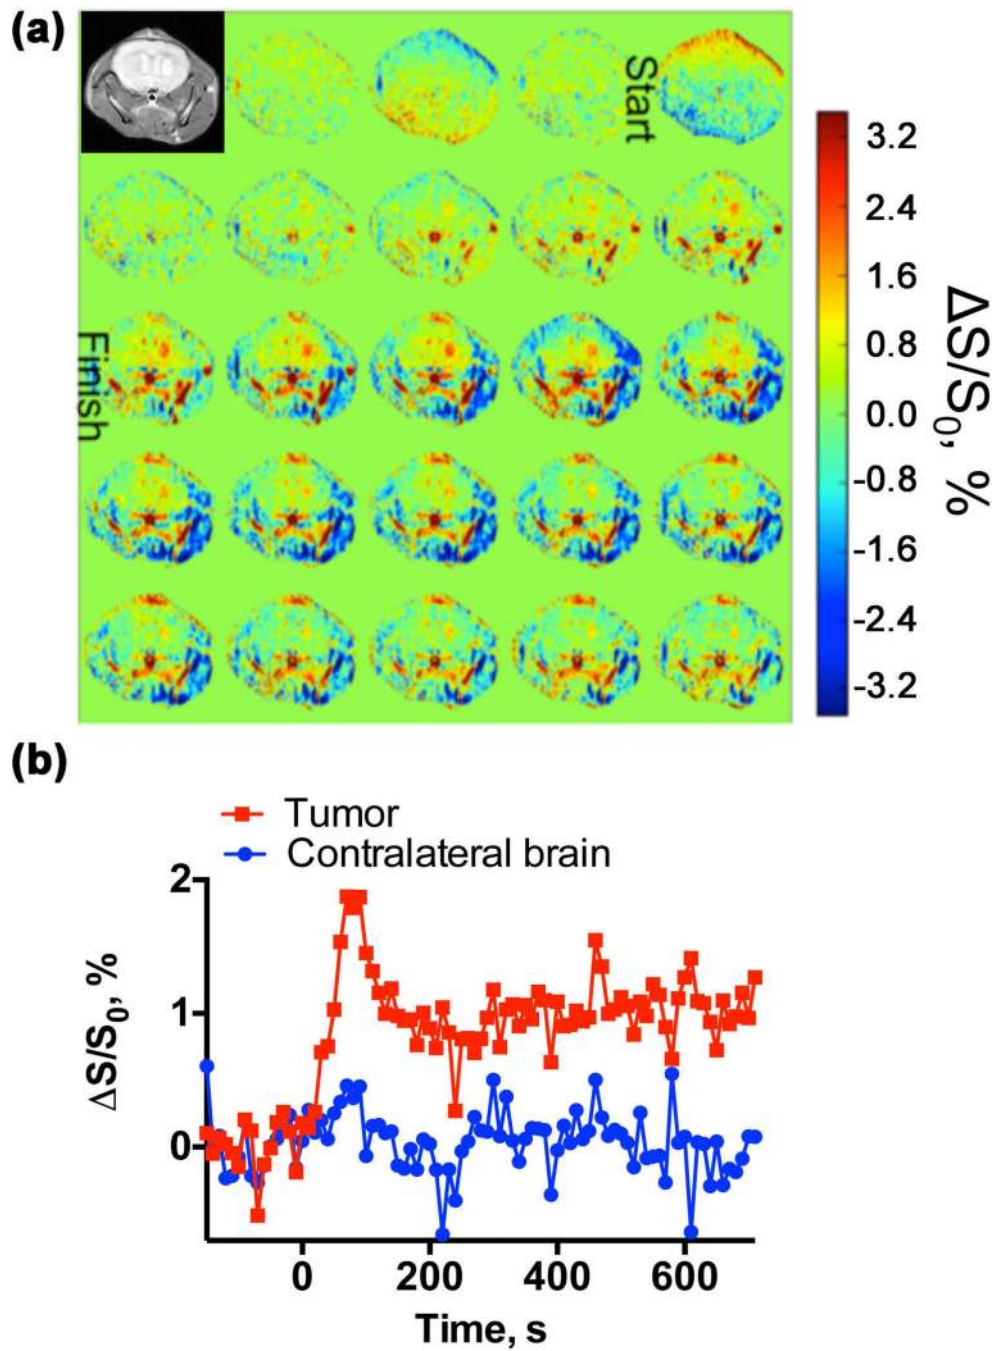 (a)
Start
Finish
3.2
2.4
1.6
0.8
0.0
-0.8
-1.6
-2.4
-3.2
ΔS/S₀, %
(b)
Tumor
Contralateral brain
2
1
0
ΔS/S₀, %
0 200 400 600
Time, s